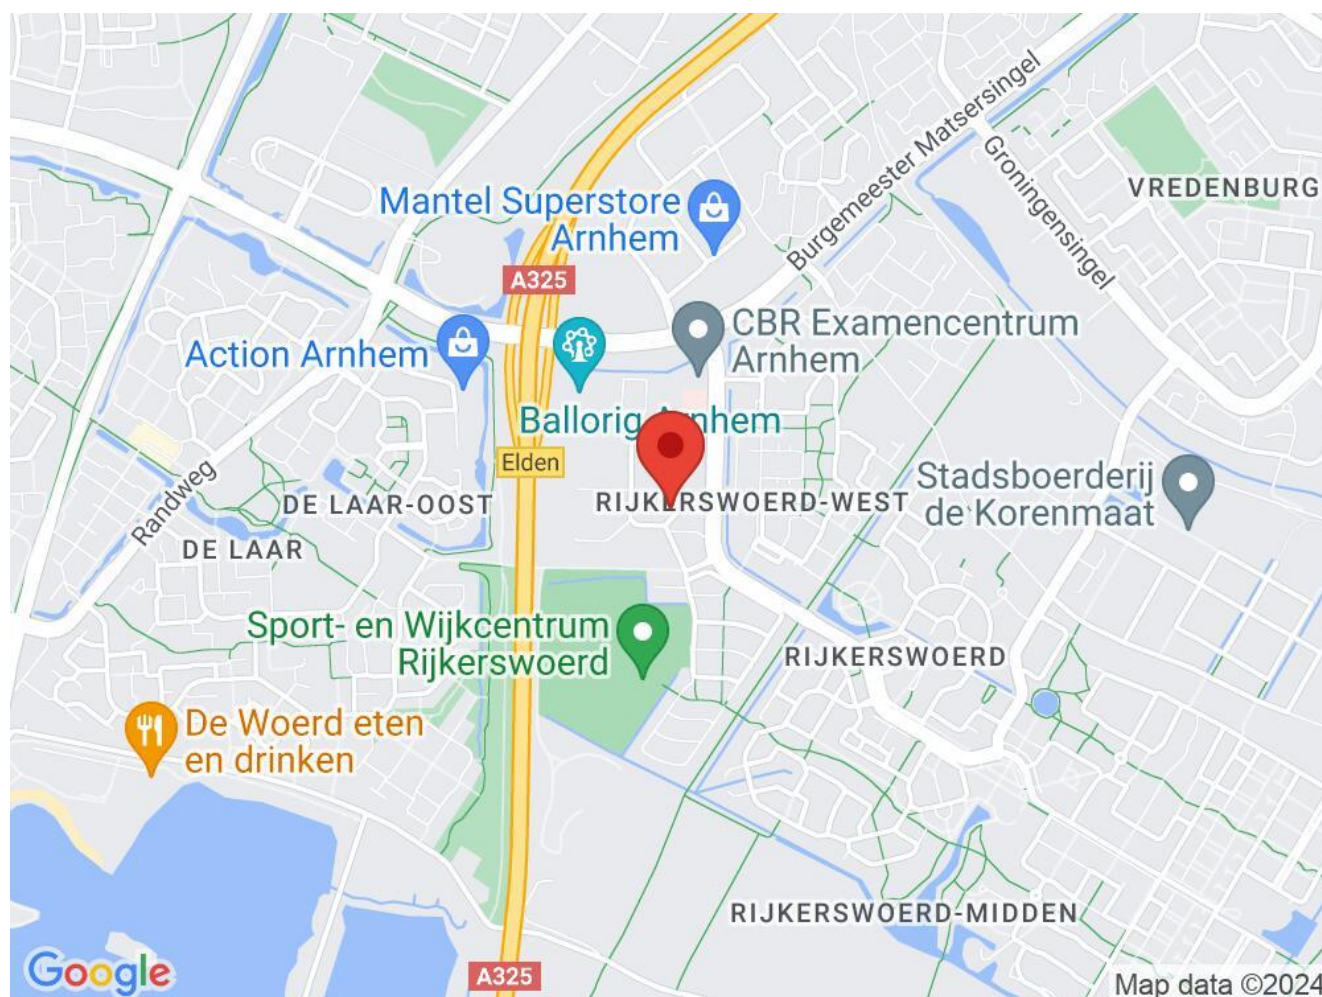 Burgemeester Matsersingel
Groningensingel
VREDENBURG
Mantel Superstore
Arnhem
A325
CBR Examencentrum
Arnhem
Action Arnhem
Ballorig Arnhem
Elden
Randweg
DE LAAR-OOST
RIJKERSWOERD-WEST
Stadsboerderij
de Korenmaat
DE LAAR
Sport- en Wijkcentrum
Rijkerswoerd
RIJKERSWOERD
De Woerd eten
en drinken
RIJKERSWOERD-MIDDEN
Google
A325
Map data ©2024